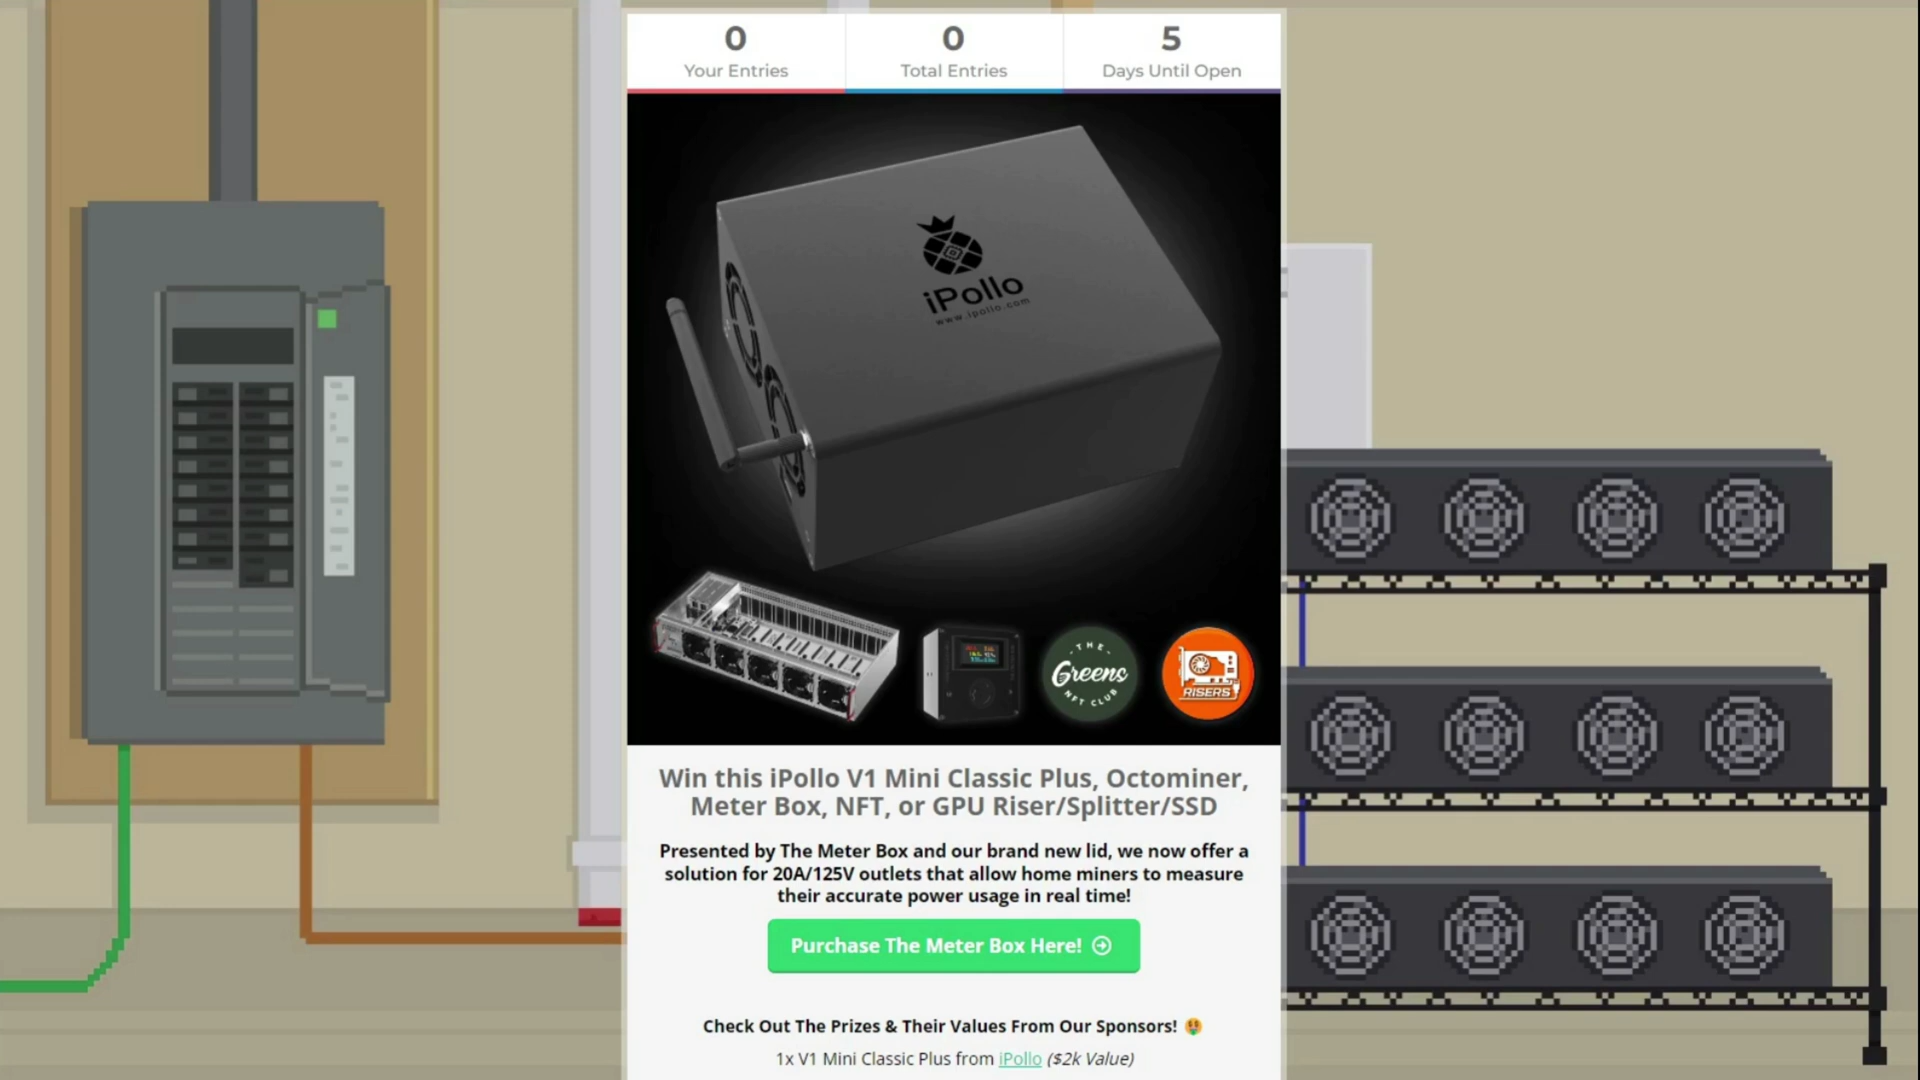 0
Your Entries
0
Total Entries
5
Days Until Open
iPollo
www.ipollo.com
THE
Greens
NFT CLUB
RISERS
Win this iPollo V1 Mini Classic Plus, Octominer,
Meter Box, NFT, or GPU Riser/Splitter/SSD
Presented by The Meter Box and our brand new lid, we now offer a
solution for 20A/125V outlets that allow home miners to measure
their accurate power usage in real time!
Purchase The Meter Box Here!
Check Out The Prizes & Their Values From Our Sponsors! 🤑
1x V1 Mini Classic Plus from iPollo ($2k Value)